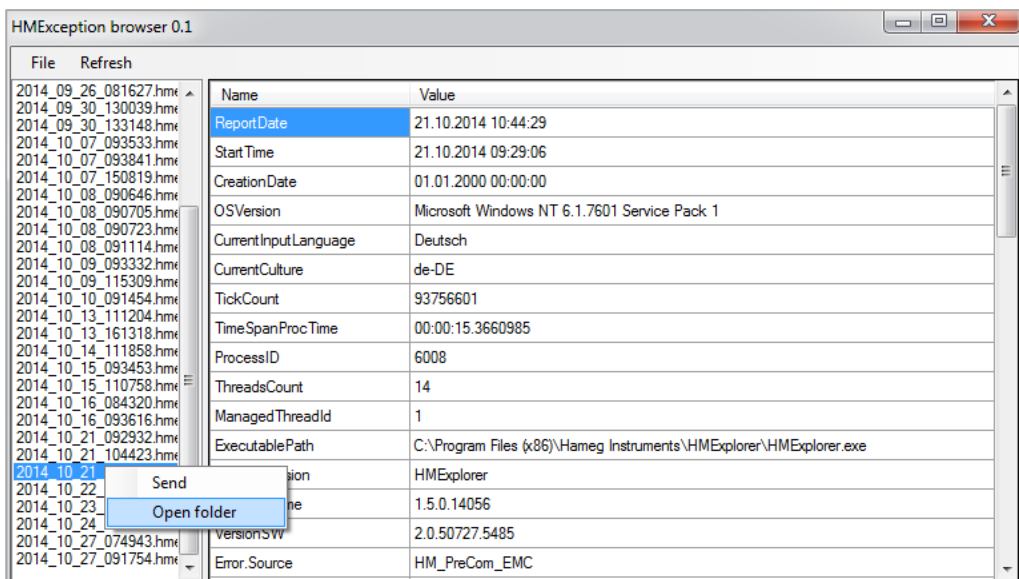 HMException browser 0.1
File Refresh
2014_09_26_081627.hme
2014_09_30_130039.hme
2014_09_30_133148.hme
2014_10_07_093533.hme
2014_10_07_093841.hme
2014_10_07_150819.hme
2014_10_08_090646.hme
2014_10_08_090705.hme
2014_10_08_090723.hme
2014_10_08_091114.hme
2014_10_09_093332.hme
2014_10_09_115309.hme
2014_10_10_091454.hme
2014_10_13_111204.hme
2014_10_13_161318.hme
2014_10_14_111858.hme
2014_10_15_093453.hme
2014_10_15_110758.hme
2014_10_16_084320.hme
2014_10_16_093616.hme
2014_10_21_092932.hme
2014_10_21_104423.hme
2014_10_21
2014_10_22_
2014_10_23_
2014_10_24_
2014_10_27_074943.hme
2014_10_27_091754.hme
Send
Open folder
Name Value
ReportDate 21.10.2014 10:44:29
StartTime 21.10.2014 09:29:06
CreationDate 01.01.2000 00:00:00
OSVersion Microsoft Windows NT 6.1.7601 Service Pack 1
CurrentInputLanguage Deutsch
CurrentCulture de-DE
TickCount 93756601
TimeSpanProcTime 00:00:15.3660985
ProcessID 6008
ThreadsCount 14
ManagedThreadId 1
ExecutablePath C:\Program Files (x86)\Hameg Instruments\HMExplorer\HMExplorer.exe
sion HMExplorer
me 1.5.0.14056
VersionSW 2.0.50727.5485
Error.Source HM_PreCom_EMC